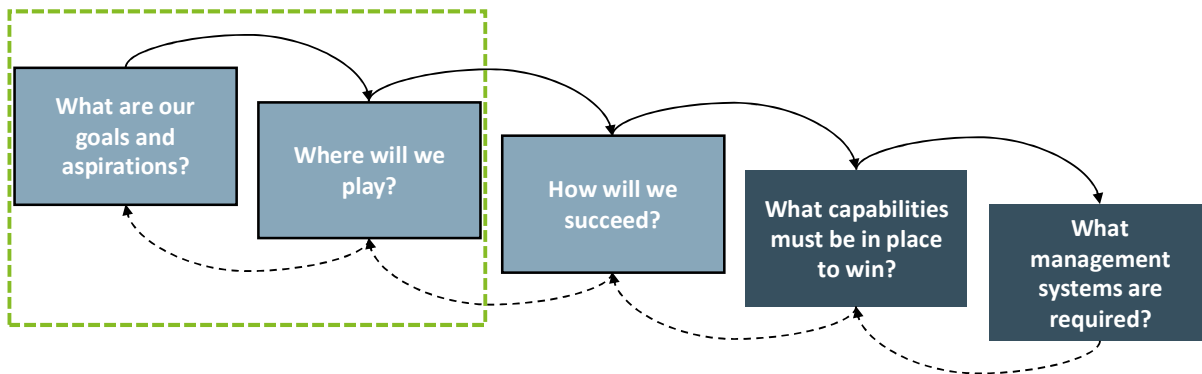 What are our
goals and
aspirations?
Where will we
play?
How will we
succeed?
What capabilities
must be in place
to win?
What
management
systems are
required?